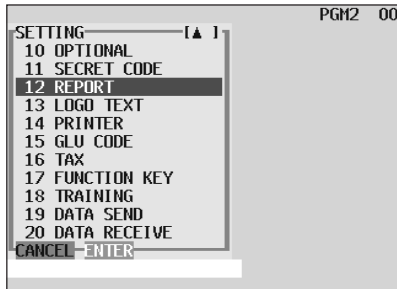 PGM2 00
SETTING [▲ ]
10 OPTIONAL
11 SECRET CODE
12 REPORT
13 LOGO TEXT
14 PRINTER
15 GLU CODE
16 TAX
17 FUNCTION KEY
18 TRAINING
19 DATA SEND
20 DATA RECEIVE
CANCEL ENTER